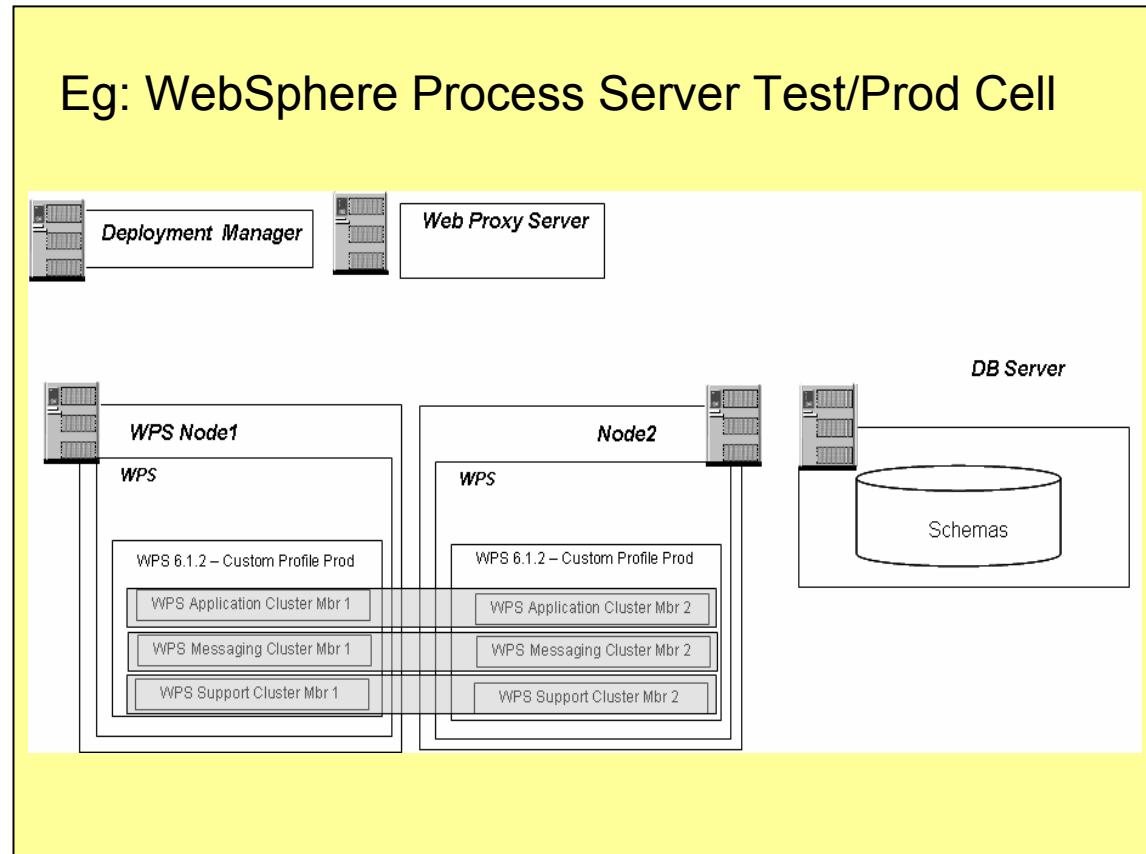 Eg: WebSphere Process Server Test/Prod Cell
Deployment Manager
Web Proxy Server
DB Server
WPS Node1
Node2
WPS
WPS
Schemas
WPS 6.1.2 – Custom Profile Prod
WPS 6.1.2 – Custom Profile Prod
WPS Application Cluster Mbr 1
WPS Application Cluster Mbr 2
WPS Messaging Cluster Mbr 1
WPS Messaging Cluster Mbr 2
WPS Support Cluster Mbr 1
WPS Support Cluster Mbr 2